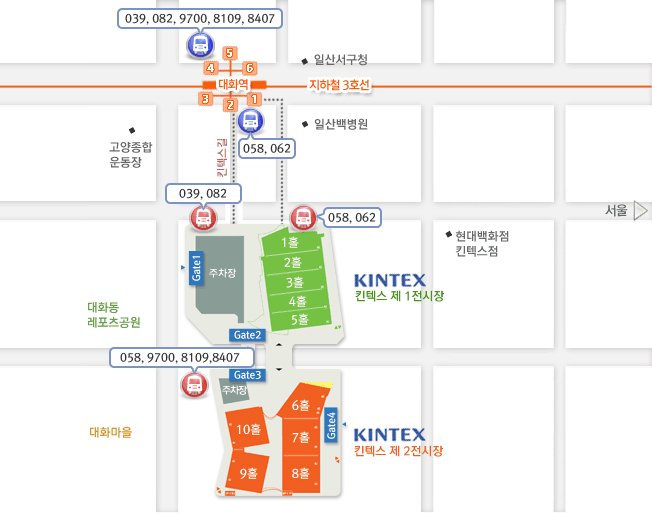 039, 082, 9700, 8109, 8407
5
4
6
일산서구청
대화역
지하철 3호선
3
2
1
058, 062
일산백병원
고양종합
운동장
킨텍스길
039, 082
058, 062
서울
현대백화점
킨텍스점
Gate1
주차장
1홀
2홀
3홀
4홀
5홀
KINTEX
킨텍스 제 1전시장
대화동
레포츠공원
Gate2
058, 9700, 8109,8407
Gate3
주차장
6홀
7홀
8홀
9홀
10홀
Gate4
KINTEX
킨텍스 제 2전시장
대화마을